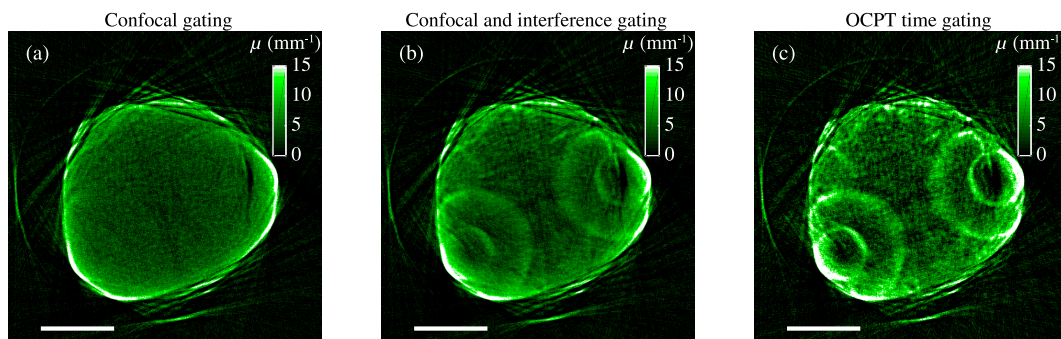 Confocal gating
Confocal and interference gating
OCPT time gating
(a)
μ (mm⁻¹)
15
10
5
0
(b)
μ (mm⁻¹)
15
10
5
0
(c)
μ (mm⁻¹)
15
10
5
0